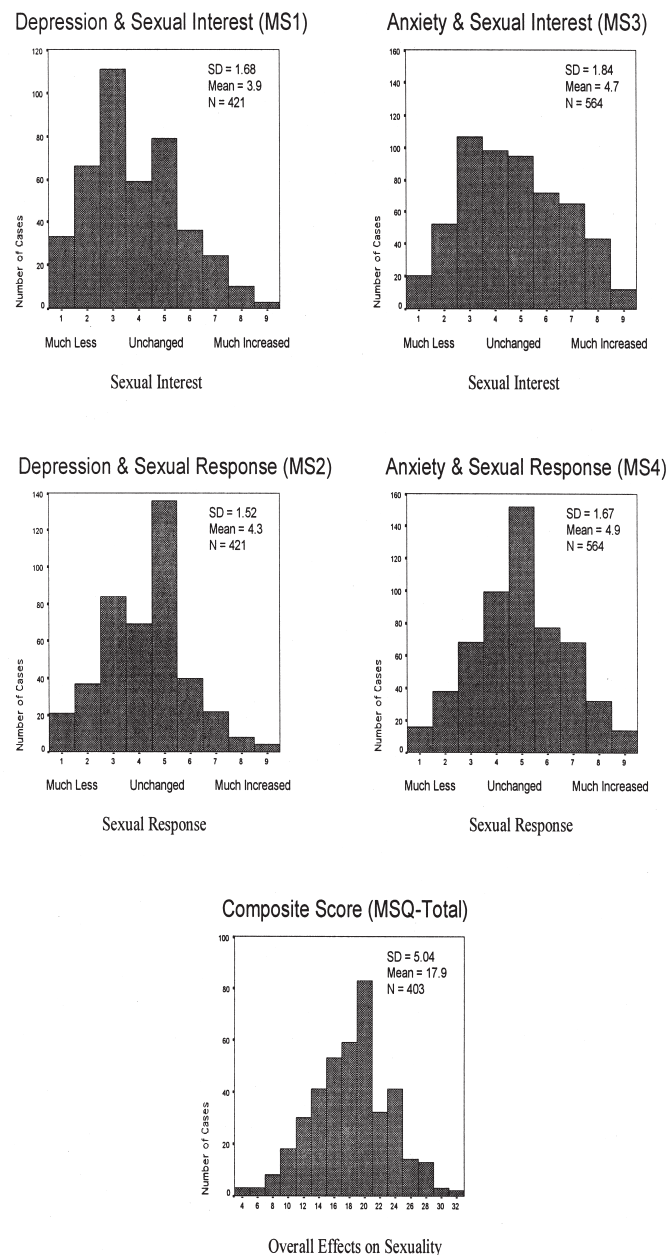 Depression & Sexual Interest (MS1)
SD = 1.68
Mean = 3.9
N = 421
120
100
80
60
40
20
0
Number of Cases
1 2 3 4 5 6 7 8 9
Much Less Unchanged Much Increased
Sexual Interest
Anxiety & Sexual Interest (MS3)
SD = 1.84
Mean = 4.7
N = 564
160
140
120
100
80
60
40
20
0
Number of Cases
1 2 3 4 5 6 7 8 9
Much Less Unchanged Much Increased
Sexual Interest
Depression & Sexual Response (MS2)
SD = 1.52
Mean = 4.3
N = 421
140
120
100
80
60
40
20
0
Number of Cases
1 2 3 4 5 6 7 8 9
Much Less Unchanged Much Increased
Sexual Response
Anxiety & Sexual Response (MS4)
SD = 1.67
Mean = 4.9
N = 564
160
140
120
100
80
60
40
20
0
Number of Cases
1 2 3 4 5 6 7 8 9
Much Less Unchanged Much Increased
Sexual Response
Composite Score (MSQ-Total)
SD = 5.04
Mean = 17.9
N = 403
100
80
60
40
20
0
Number of Cases
4 6 8 10 12 14 16 18 20 22 24 26 28 30 32
Overall Effects on Sexuality